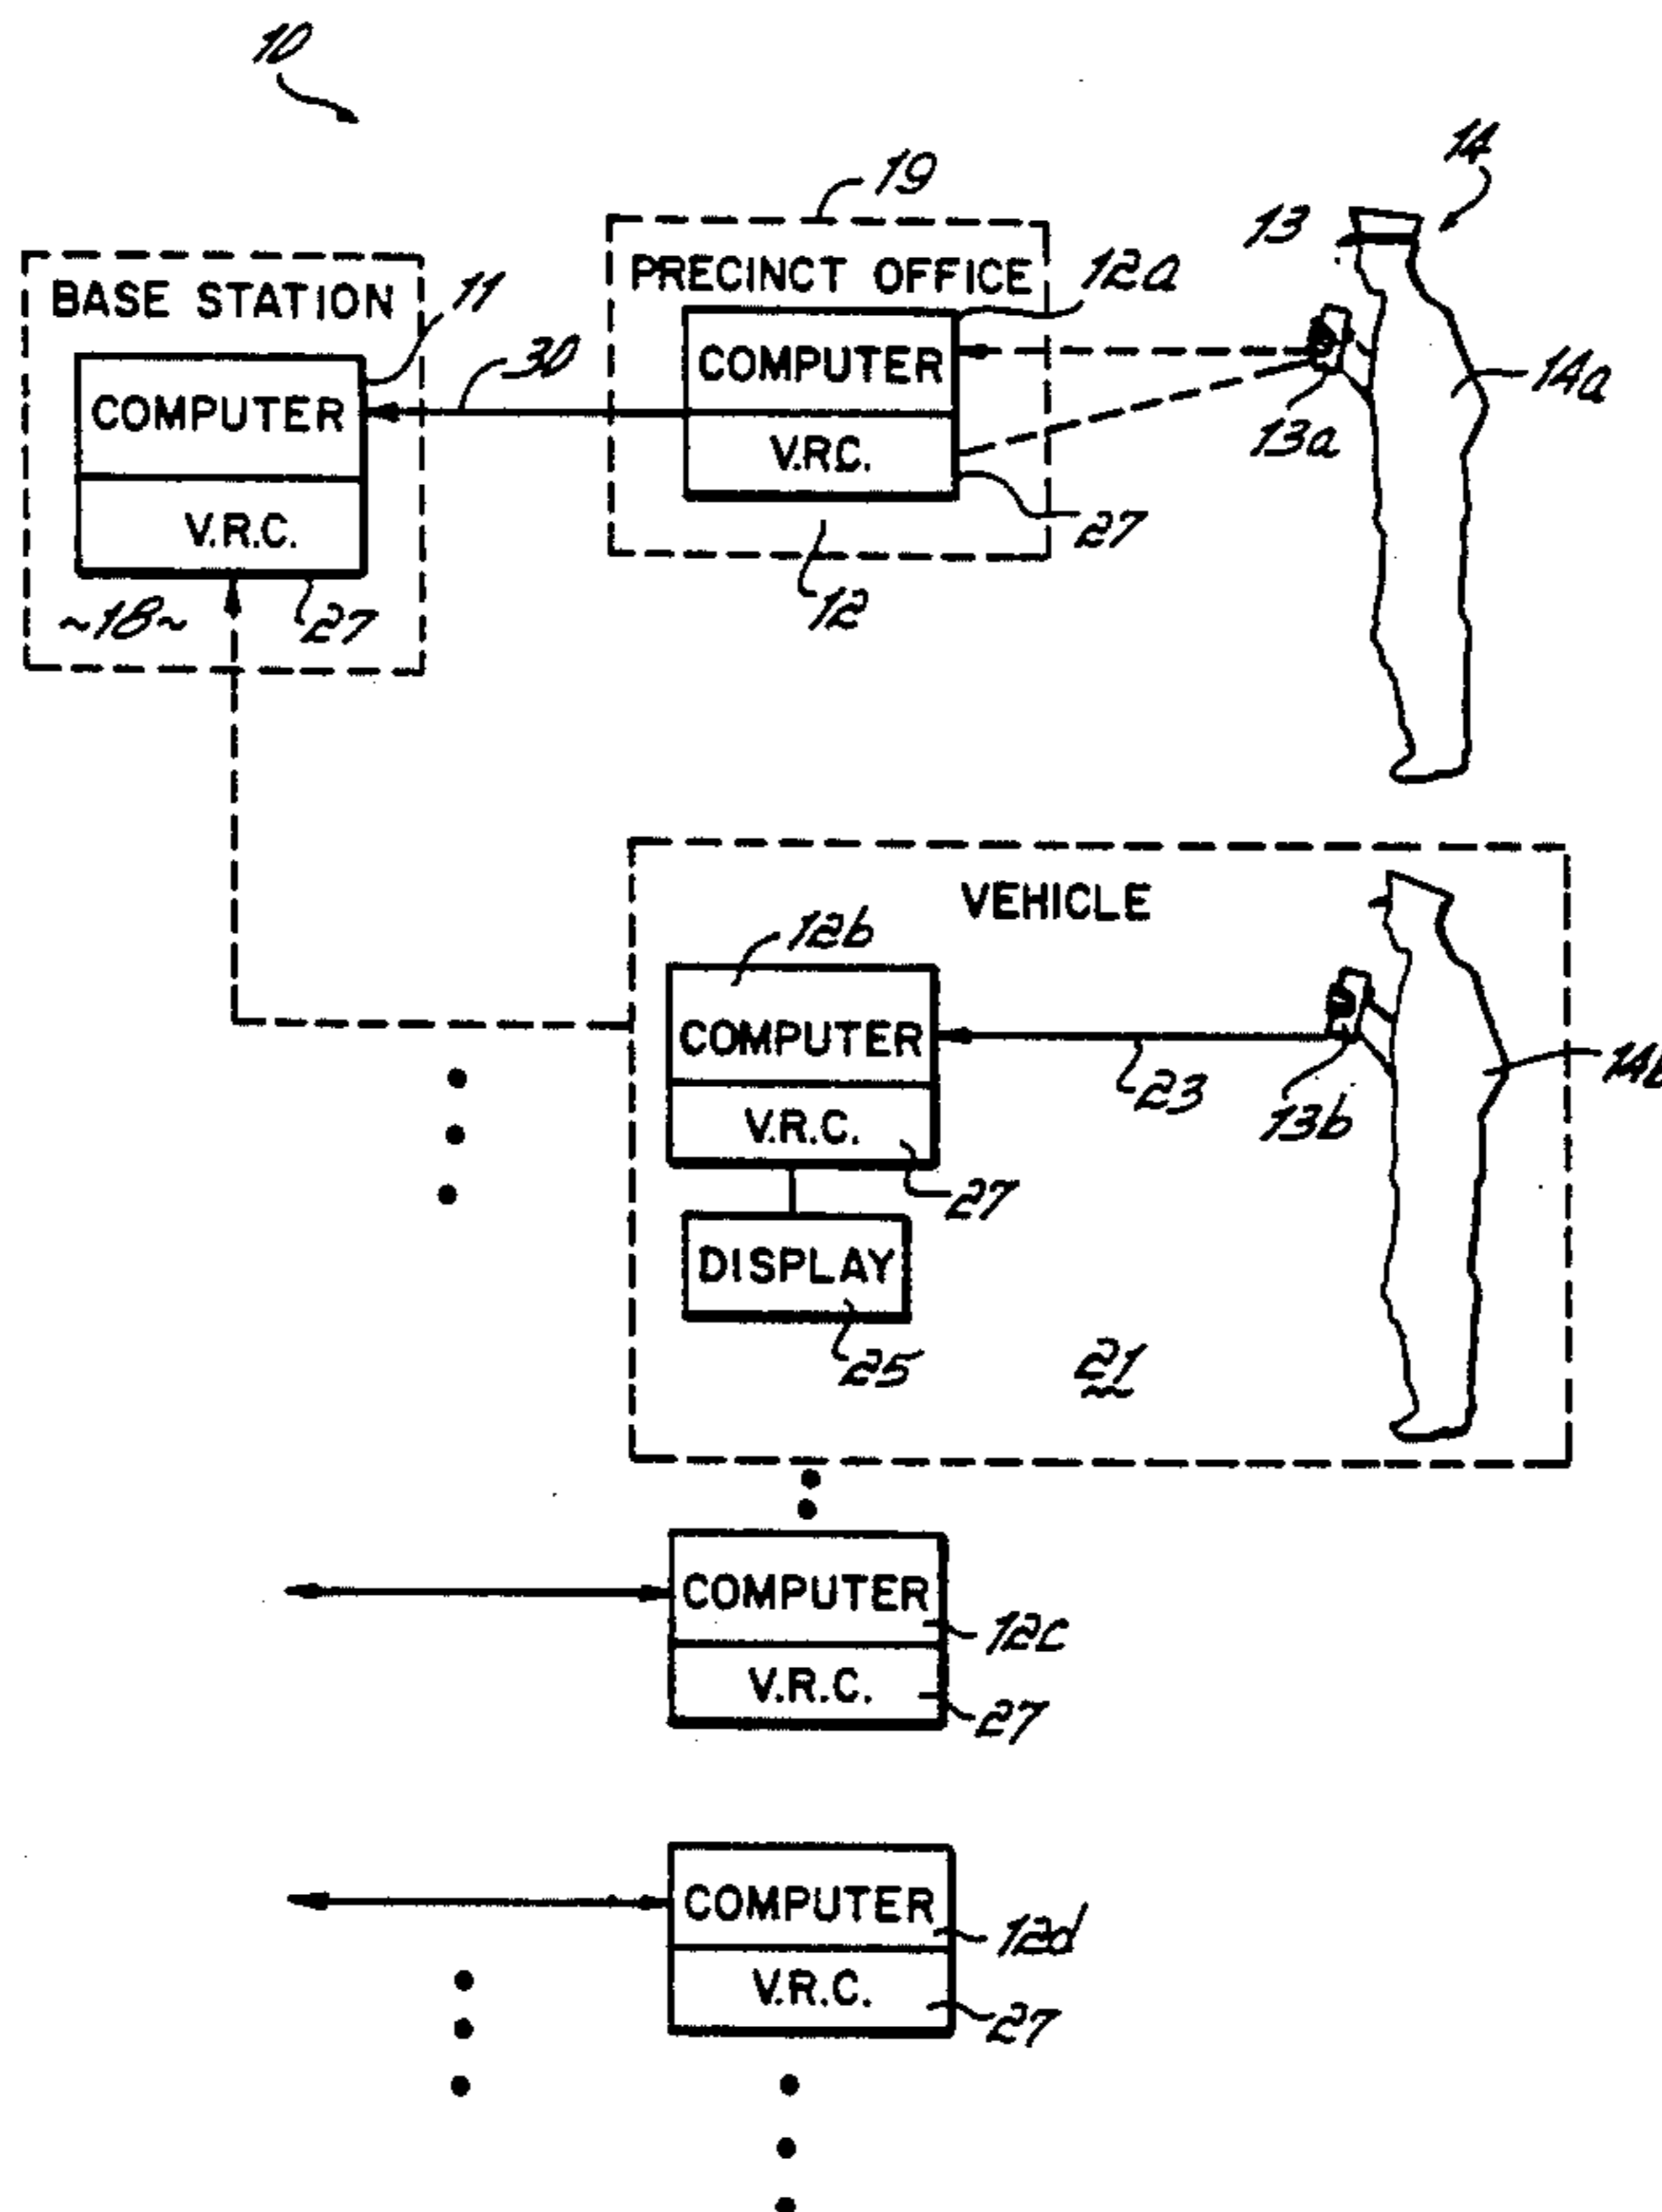 10
19
14
13
BASE STATION
11
PRECINCT OFFICE
12a
COMPUTER
30
COMPUTER
13a
14a
V.R.C.
V.RC.
27
~18~
27
12
VEHICLE
12b
COMPUTER
23
13b
V.R.C.
27
DISPLAY
25
21
COMPUTER
12c
V.R.C.
27
COMPUTER
12d
V.R.C.
27